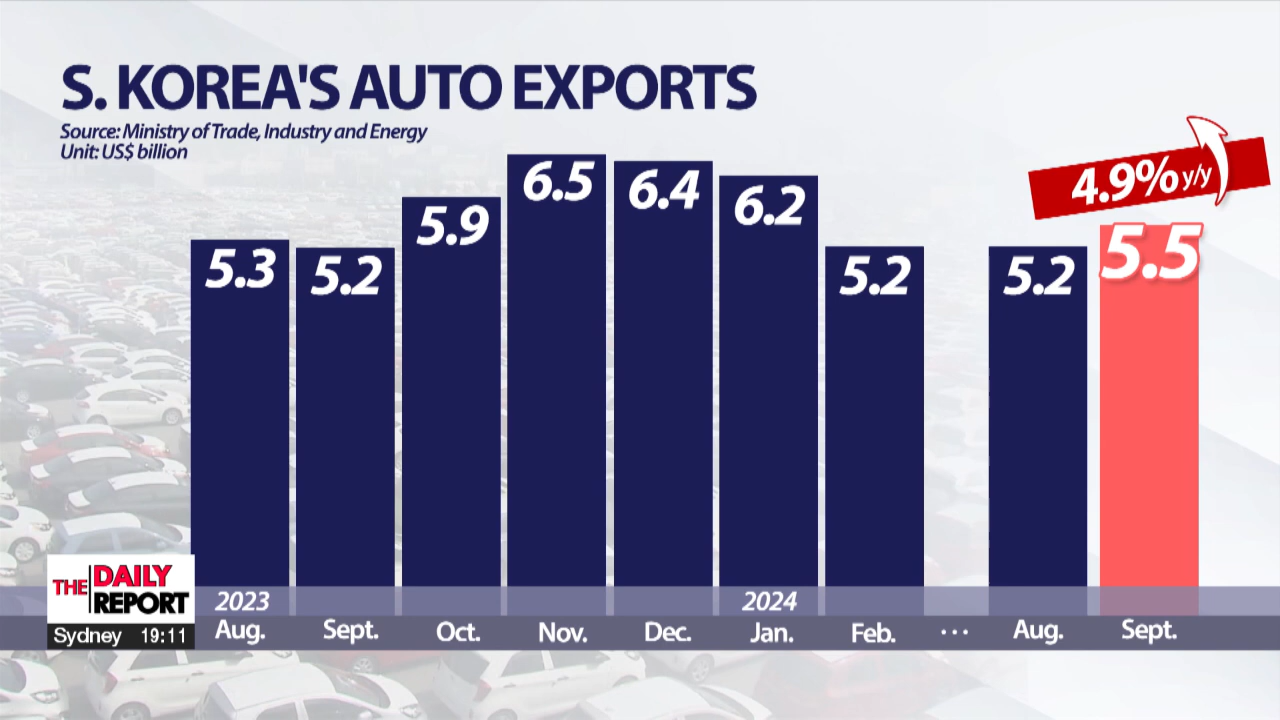 S. KOREA'S AUTO EXPORTS
Source: Ministry of Trade, Industry and Energy
Unit: US$ billion
4.9% y/y
5.3
5.2
5.9
6.5
6.4
6.2
5.2
5.2
5.5
THE DAILY
REPORT
Sydney 19:11
2023
2024
Aug. Sept. Oct. Nov. Dec. Jan. Feb. ... Aug. Sept.